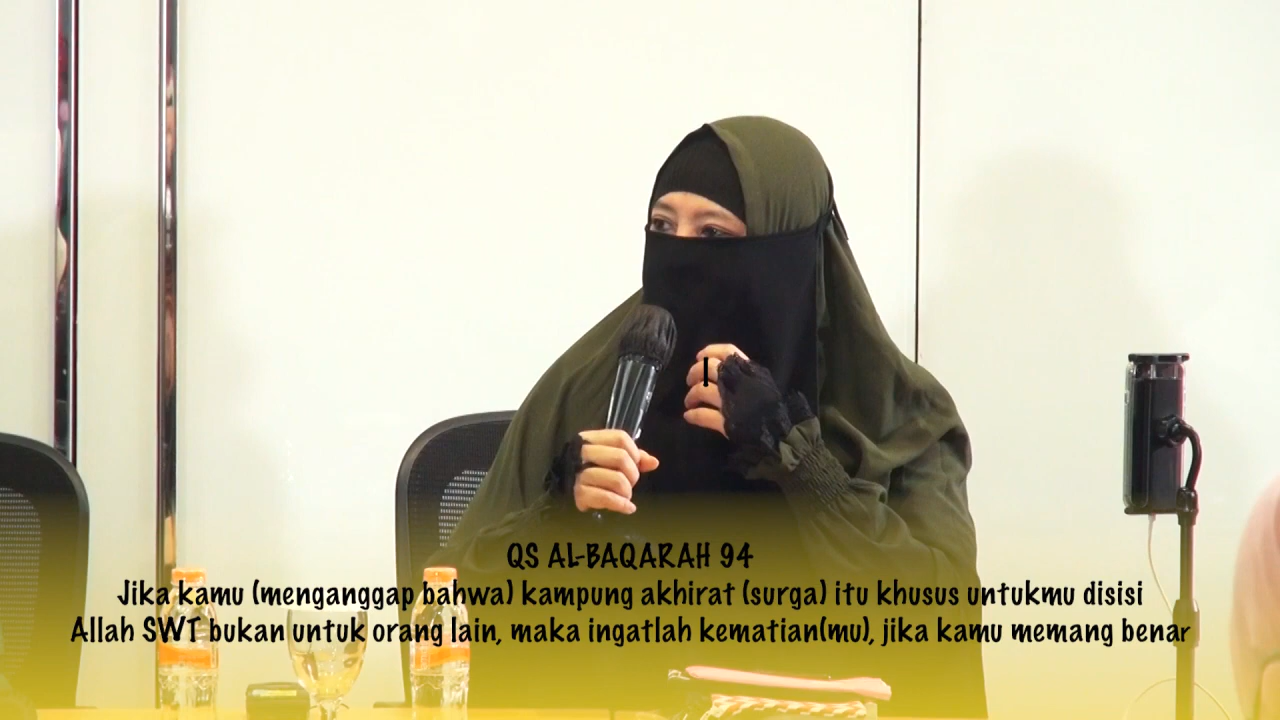 QS AL-BAQARAH 94
Jika kamu (menganggap bahwa) kampung akhirat (surga) itu khusus untukmu disisi
Allah SWT bukan untuk orang lain, maka ingatlah kematian(mu), jika kamu memang benar